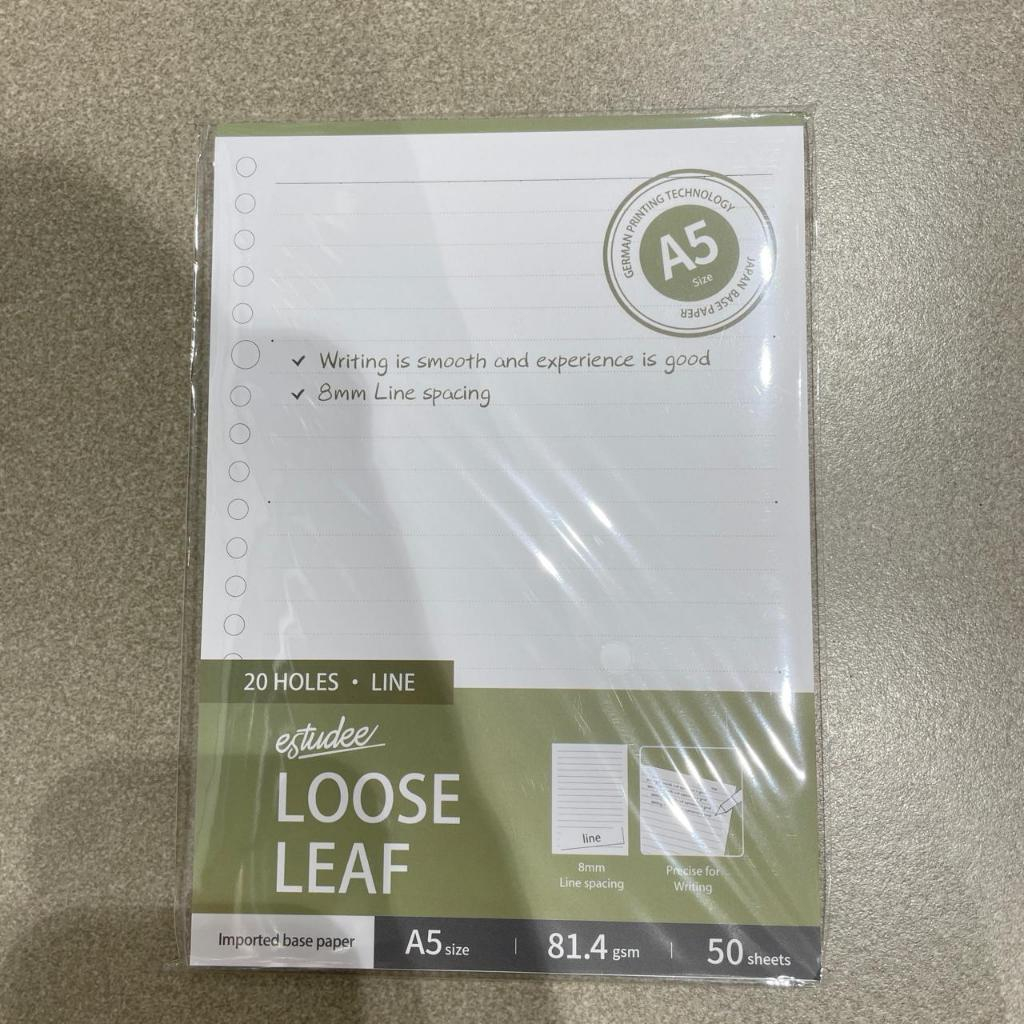 GERMAN PRINTING TECHNOLOGY
A5
Size
JAPAN BASE PAPER
Writing is smooth and experience is good
8mm Line spacing
20 HOLES • LINE
estudee
LOOSE
LEAF
line
8mm
Line spacing
Precise for
Writing
Imported base paper
A5 size | 81.4 gsm | 50 sheets